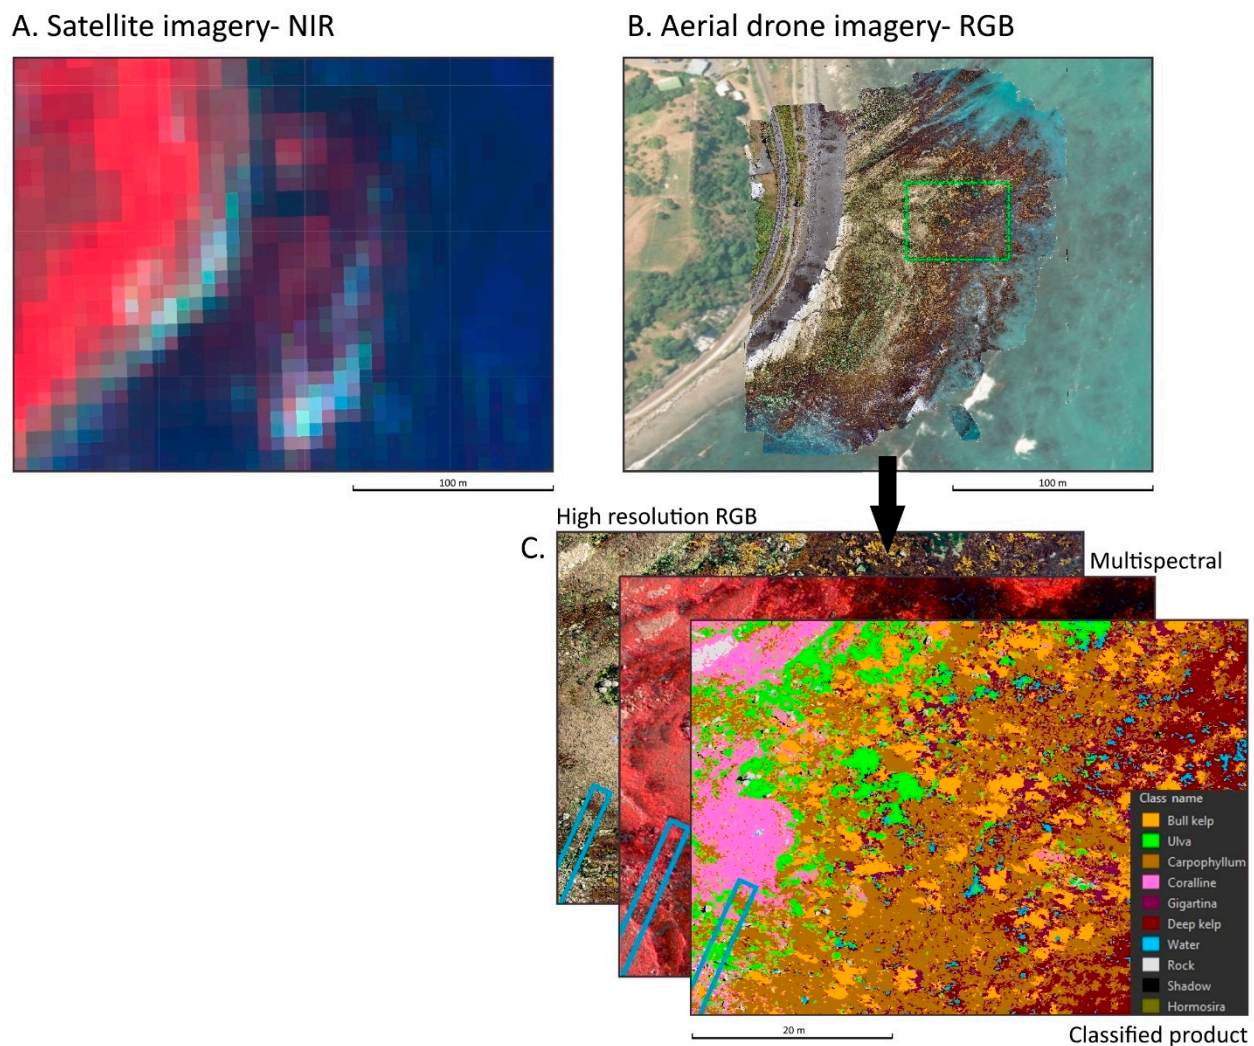 A. Satellite imagery- NIR
B. Aerial drone imagery- RGB
100 m
100 m
High resolution RGB
C.
Multispectral
Class name
Bull kelp
Ulva
Carpophyllum
Coralline
Gigartina
Deep kelp
Water
Rock
Shadow
Hormosira
20 m
Classified product